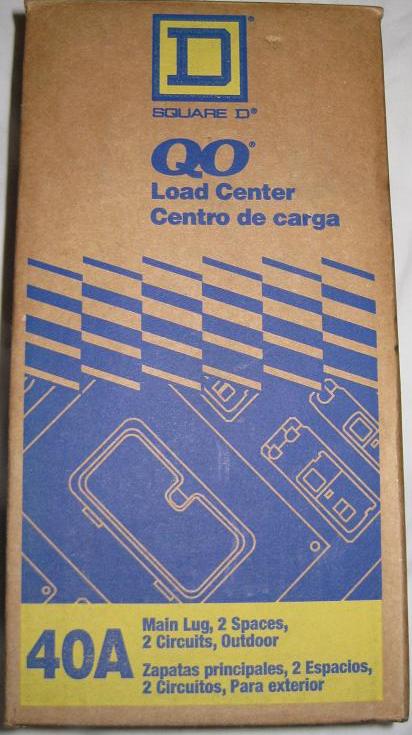 D
SQUARE D®
QO®
Load Center
Centro de carga
40A
Main Lug, 2 Spaces,
2 Circuits, Outdoor
Zapatas principales, 2 Espacios,
2 Circuitos, Para exterior